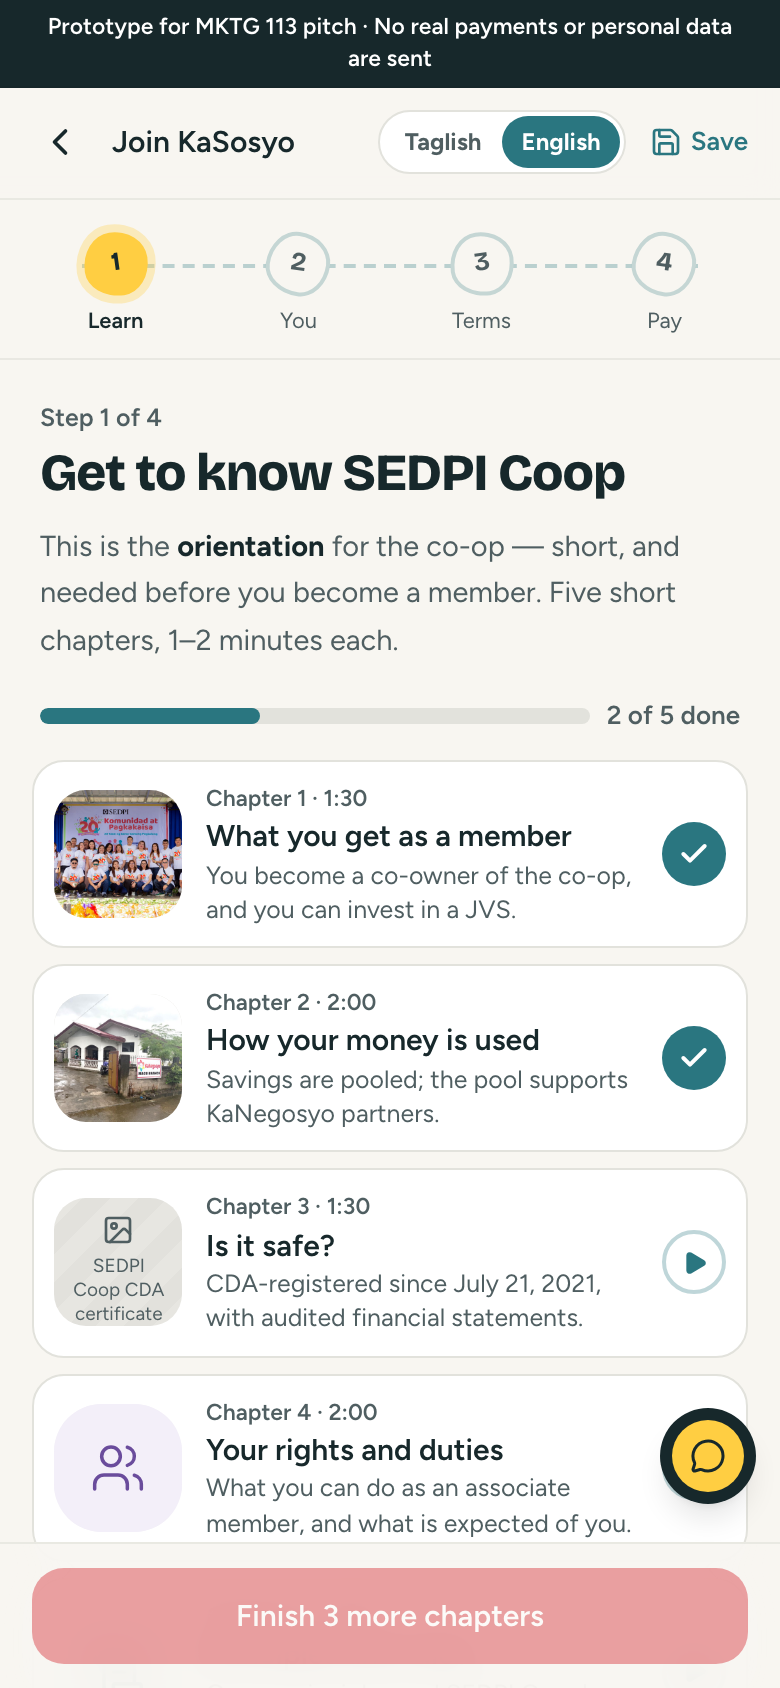 Prototype for MKTG 113 pitch · No real payments or personal data
are sent
Join KaSosyo
Taglish
English
Save
1
2
3
4
Learn
You
Terms
Pay
Step 1 of 4
Get to know SEDPI Coop
This is the orientation for the co-op — short, and
needed before you become a member. Five short
chapters, 1–2 minutes each.
2 of 5 done
SEDPI
20
Komunidad at
Pagkakaisa
Chapter 1 · 1:30
What you get as a member
You become a co-owner of the co-op,
and you can invest in a JVS.
Chapter 2 · 2:00
How your money is used
Savings are pooled; the pool supports
KaNegosyo partners.
SEDPI
Coop CDA
certificate
Chapter 3 · 1:30
Is it safe?
CDA-registered since July 21, 2021,
with audited financial statements.
Chapter 4 · 2:00
Your rights and duties
What you can do as an associate
member, and what is expected of you.
Finish 3 more chapters